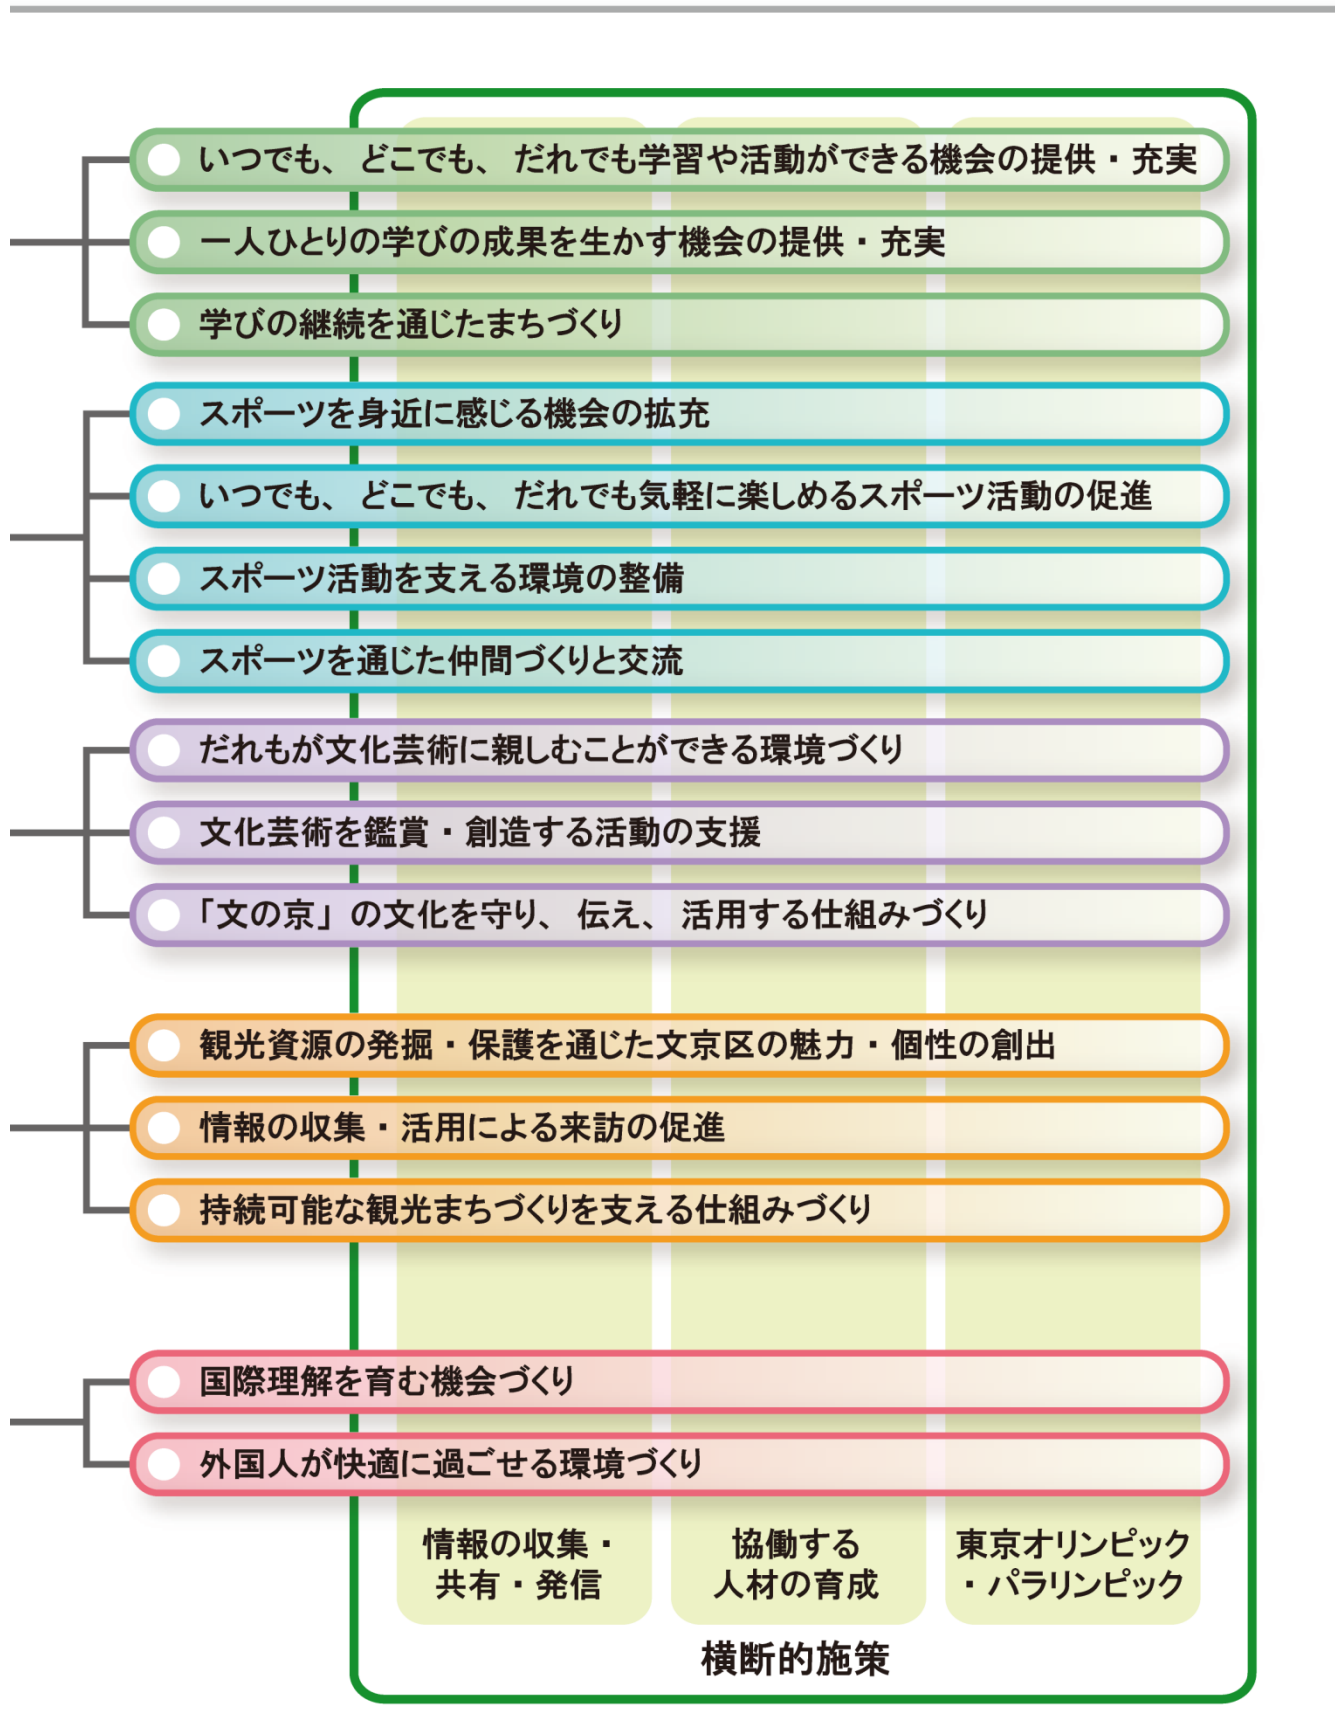 いつでも、どこでも、だれでも学習や活動ができる機会の提供・充実
一人ひとりの学びの成果を生かす機会の提供・充実
学びの継続を通じたまちづくり
スポーツを身近に感じる機会の拡充
いつでも、どこでも、だれでも気軽に楽しめるスポーツ活動の促進
スポーツ活動を支える環境の整備
スポーツを通じた仲間づくりと交流
だれもが文化芸術に親しむことができる環境づくり
文化芸術を鑑賞・創造する活動の支援
「文の京」の文化を守り、伝え、活用する仕組みづくり
観光資源の発掘・保護を通じた文京区の魅力・個性の創出
情報の収集・活用による来訪の促進
持続可能な観光まちづくりを支える仕組みづくり
国際理解を育む機会づくり
外国人が快適に過ごせる環境づくり
情報の収集・
共有・発信
協働する
人材の育成
東京オリンピック
・パラリンピック
横断的施策